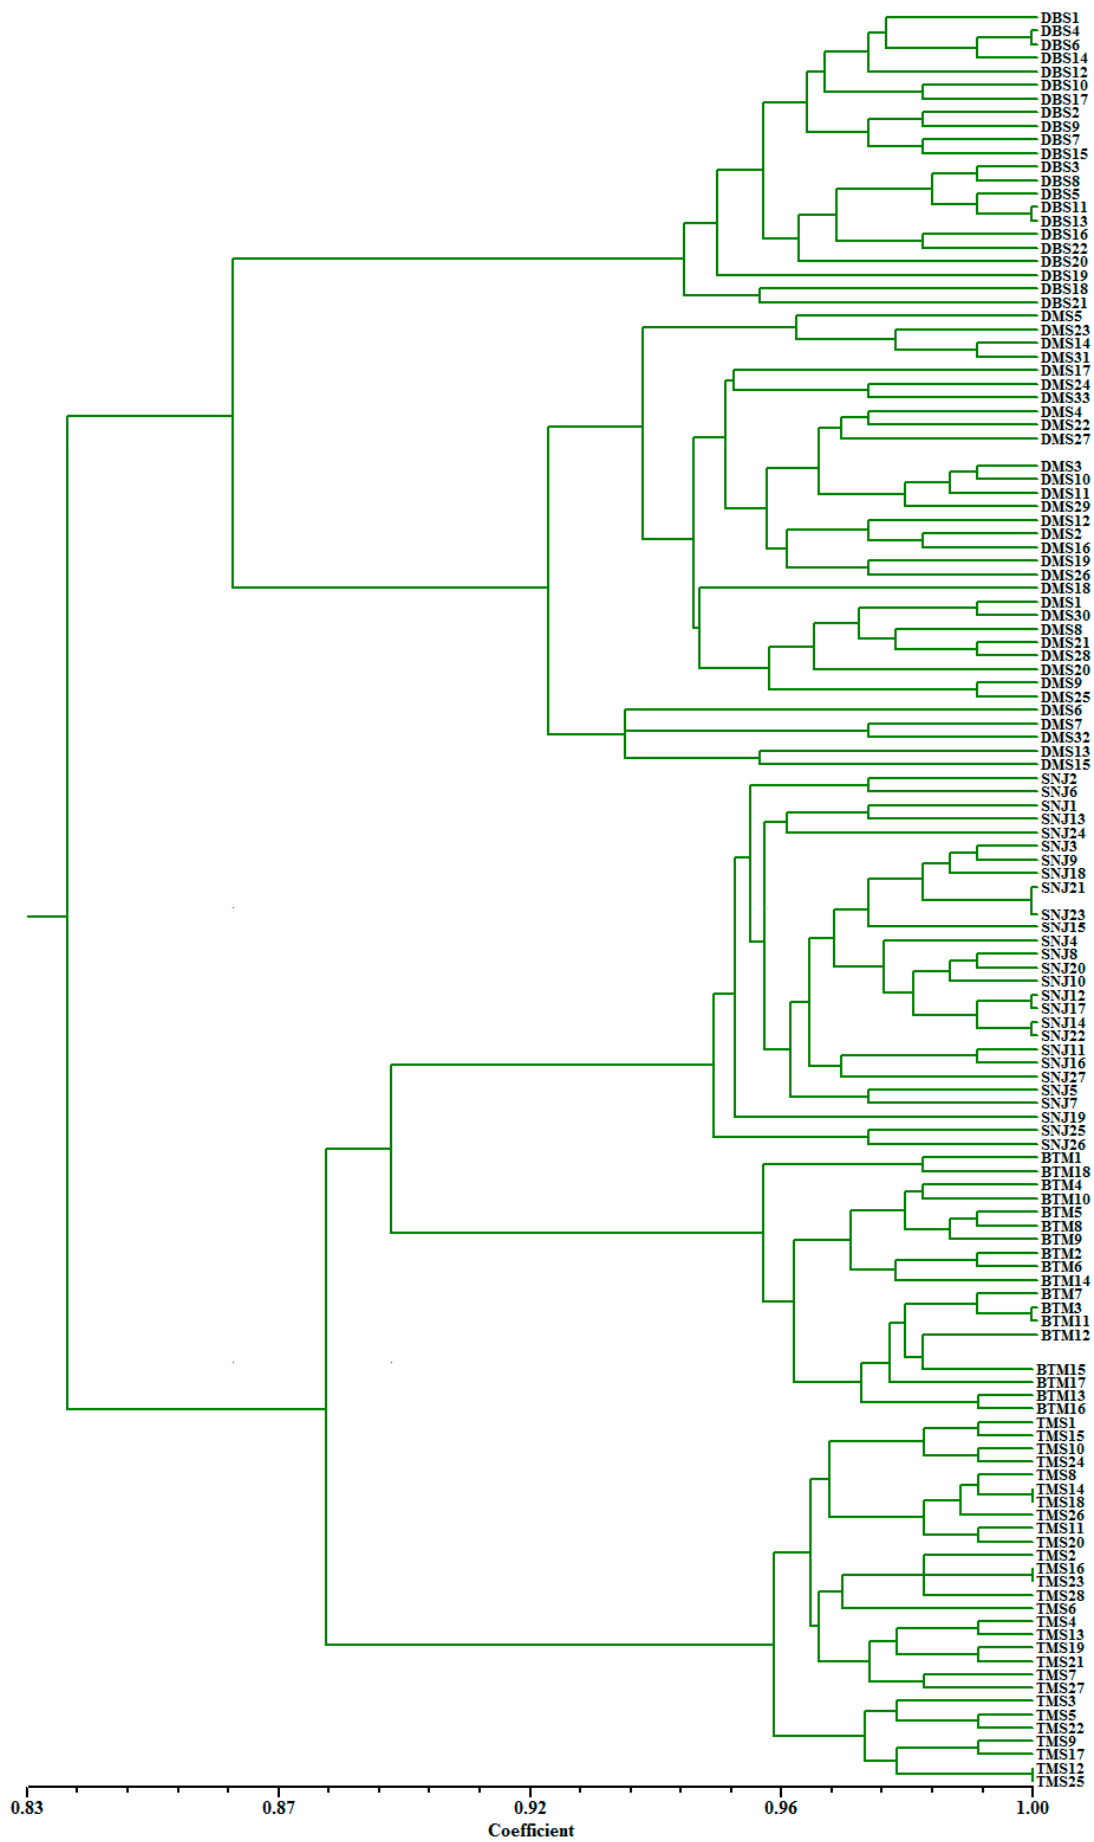 DBS1
DBS4
DBS6
DBS14
DBS12
DBS10
DBS17
DBS2
DBS9
DBS7
DBS15
DBS3
DBS8
DBS5
DBS11
DBS13
DBS16
DBS22
DBS20
DBS19
DBS18
DBS21
DMS5
DMS23
DMS14
DMS31
DMS17
DMS24
DMS33
DMS4
DMS22
DMS27
DMS3
DMS10
DMS11
DMS29
DMS12
DMS2
DMS16
DMS19
DMS26
DMS18
DMS1
DMS30
DMS8
DMS21
DMS28
DMS20
DMS9
DMS25
DMS6
DMS7
DMS32
DMS13
DMS15
SNJ2
SNJ6
SNJ1
SNJ13
SNJ24
SNJ3
SNJ9
SNJ18
SNJ21
SNJ23
SNJ15
SNJ4
SNJ8
SNJ20
SNJ10
SNJ12
SNJ17
SNJ14
SNJ22
SNJ11
SNJ16
SNJ27
SNJ5
SNJ7
SNJ19
SNJ25
SNJ26
BTM1
BTM18
BTM4
BTM10
BTM5
BTM8
BTM9
BTM2
BTM6
BTM14
BTM7
BTM3
BTM11
BTM12
BTM15
BTM17
BTM13
BTM16
TMS1
TMS15
TMS10
TMS24
TMS8
TMS14
TMS18
TMS26
TMS11
TMS20
TMS2
TMS16
TMS23
TMS28
TMS6
TMS4
TMS13
TMS19
TMS21
TMS7
TMS27
TMS3
TMS5
TMS22
TMS9
TMS17
TMS12
TMS25
0.83 0.87 0.92 0.96 1.00
Coefficient